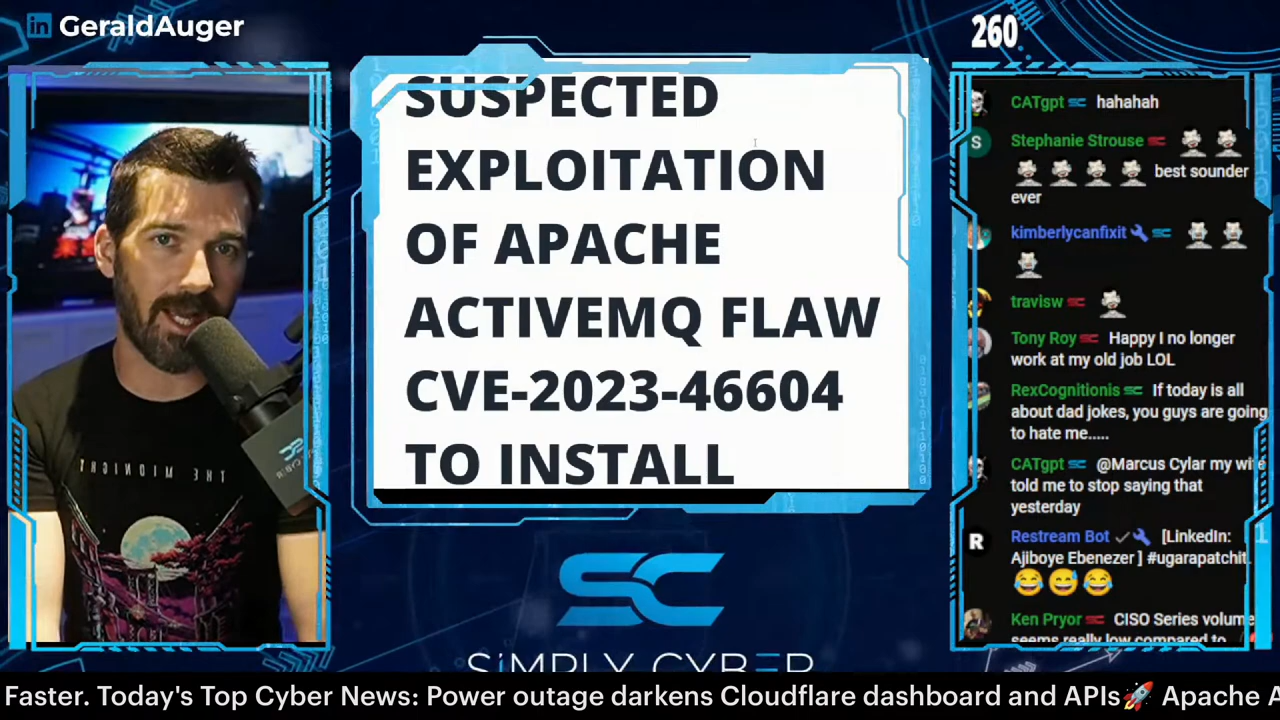 in GeraldAuger
260
SUSPECTED
EXPLOITATION
OF APACHE
ACTIVEMQ FLAW
CVE-2023-46604
TO INSTALL
THE MIDNIGHT
CATgpt hahahah
S Stephanie Strouse
best sounder
ever
kimberlycanfixit
travisw
Tony Roy Happy I no longer
work at my old job LOL
RexCognitionis If today is all
about dad jokes, you guys are going
to hate me.....
CATgpt @Marcus Cylar my wife
told me to stop saying that
yesterday
R Restream Bot [LinkedIn:
Ajiboye Ebenezer ] #ugarapatchit
Ken Pryor CISO Series volume
seems really low compared to
SC
SIMPLY CYBER
Faster. Today's Top Cyber News: Power outage darkens Cloudflare dashboard and APIs🚀 Apache A